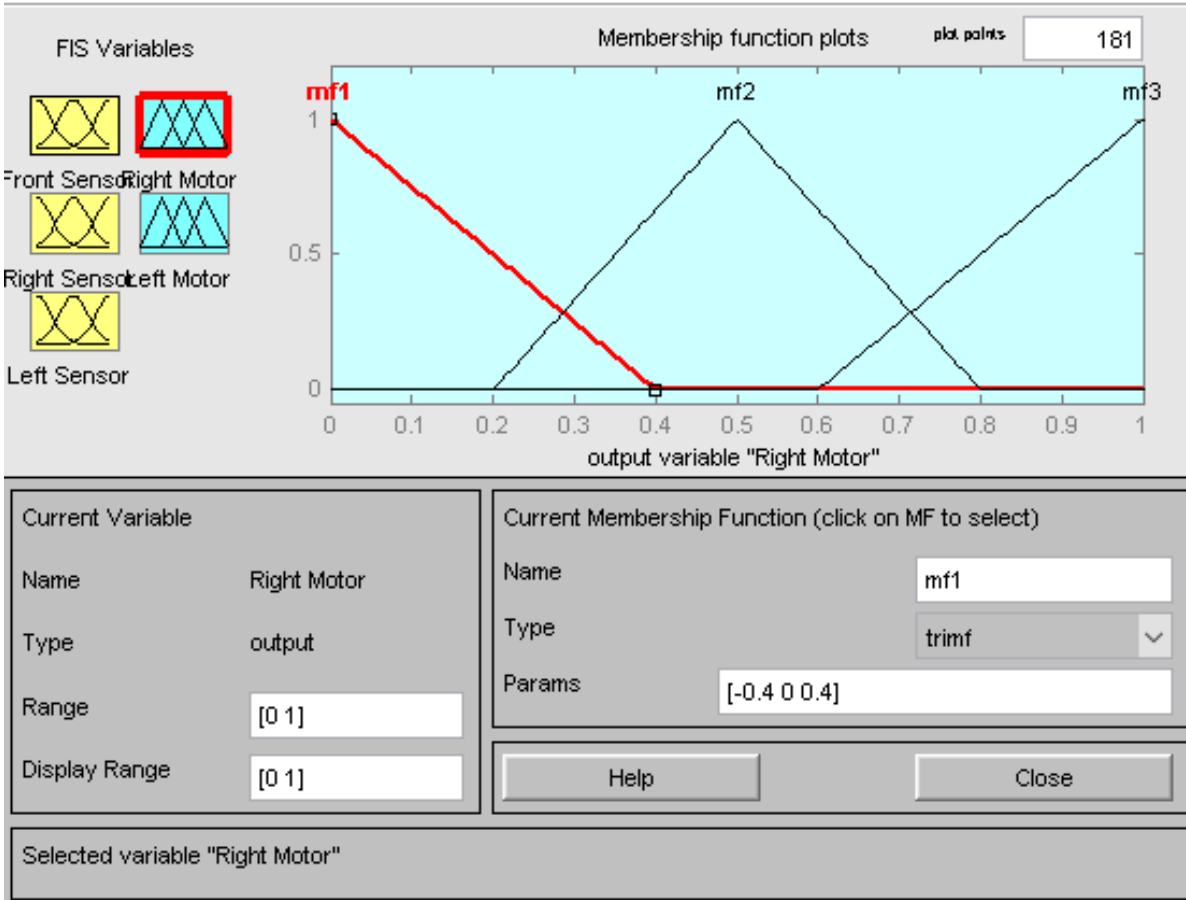 FIS Variables
Membership function plots
plot points
181
mf1
mf2
mf3
Front Sensor
Right Motor
Right Sensor
Left Motor
Left Sensor
1
0.5
0
0 0.1 0.2 0.3 0.4 0.5 0.6 0.7 0.8 0.9 1
output variable "Right Motor"
Current Variable
Name Right Motor
Type output
Range [0 1]
Display Range [0 1]
Current Membership Function (click on MF to select)
Name mf1
Type trimf
Params [-0.4 0 0.4]
Help Close
Selected variable "Right Motor"